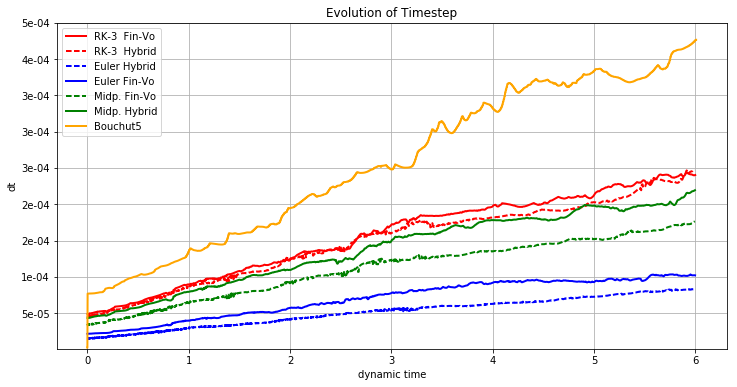 Evolution of Timestep
5e-04
4e-04
3e-04
3e-04
3e-04
2e-04
2e-04
1e-04
5e-05
dt
RK-3 Fin-Vo
RK-3 Hybrid
Euler Hybrid
Euler Fin-Vo
Midp. Fin-Vo
Midp. Hybrid
Bouchut5
0 1 2 3 4 5 6
dynamic time